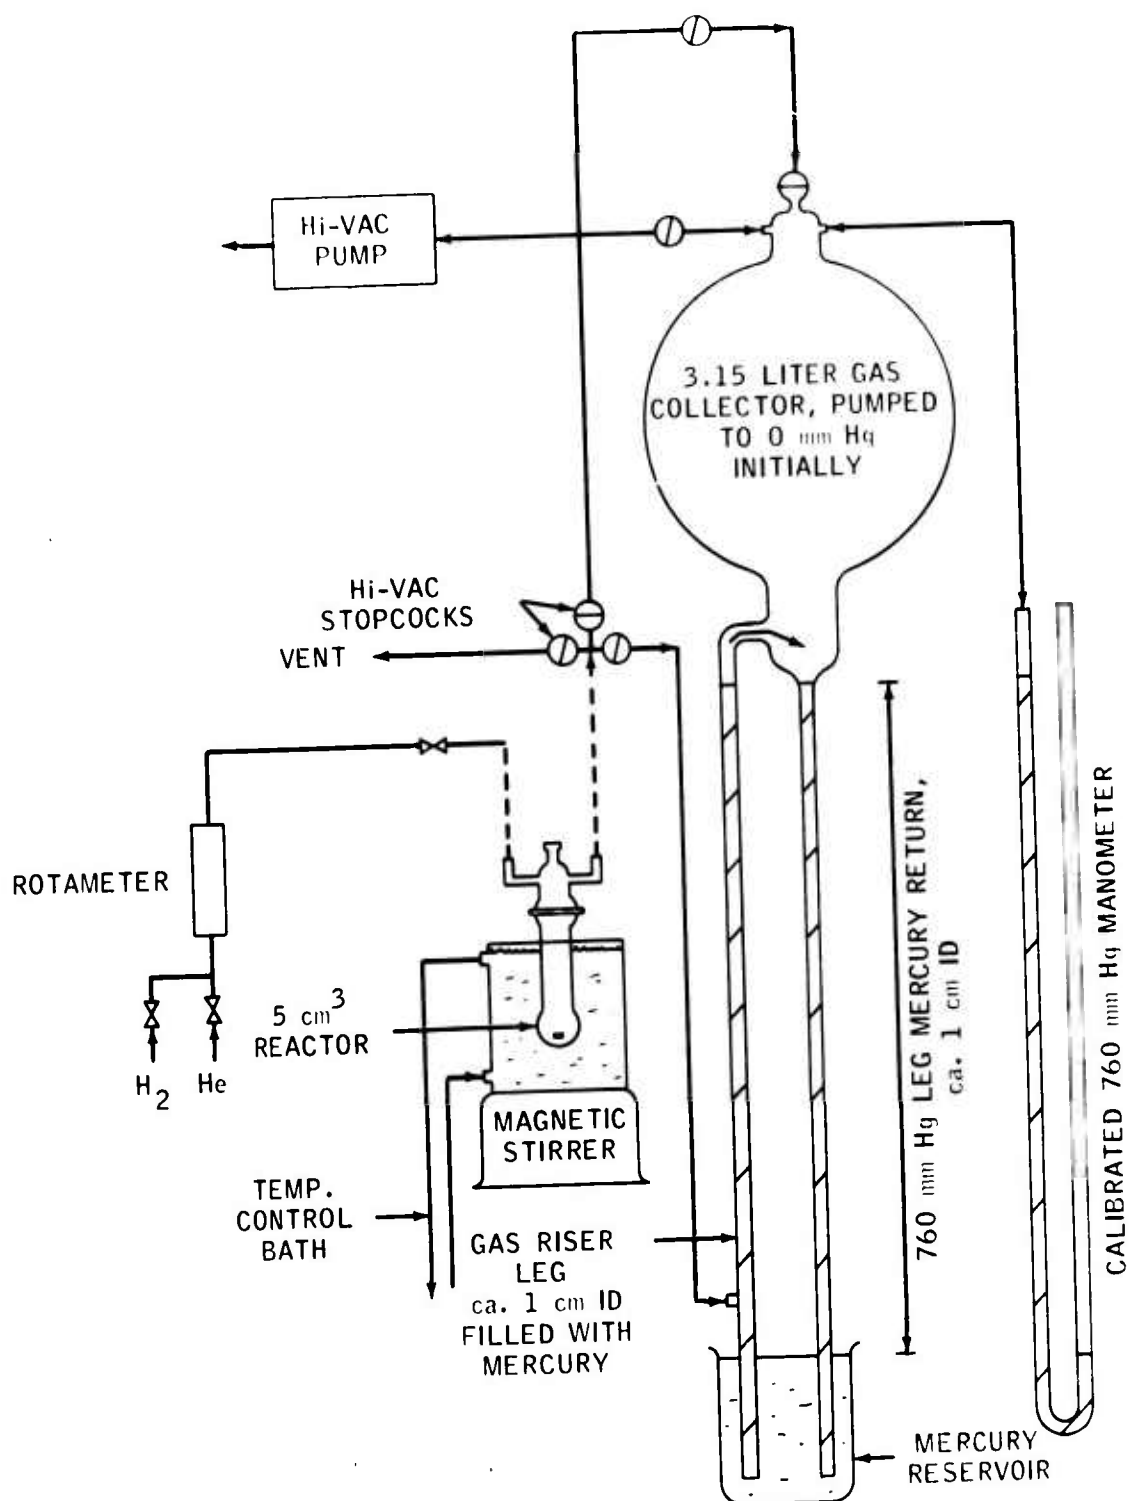 Hi-VAC
PUMP
3.15 LITER GAS
COLLECTOR, PUMPED
TO 0 mm Hg
INITIALLY
Hi-VAC
STOPCOCKS
VENT
ROTAMETER
5 cm3
REACTOR
H2
He
MAGNETIC
STIRRER
TEMP.
CONTROL
BATH
GAS RISER
LEG
ca. 1 cm ID
FILLED WITH
MERCURY
760 mm Hg LEG MERCURY RETURN,
ca. 1 cm ID
CALIBRATED 760 mm Hg MANOMETER
MERCURY
RESERVOIR